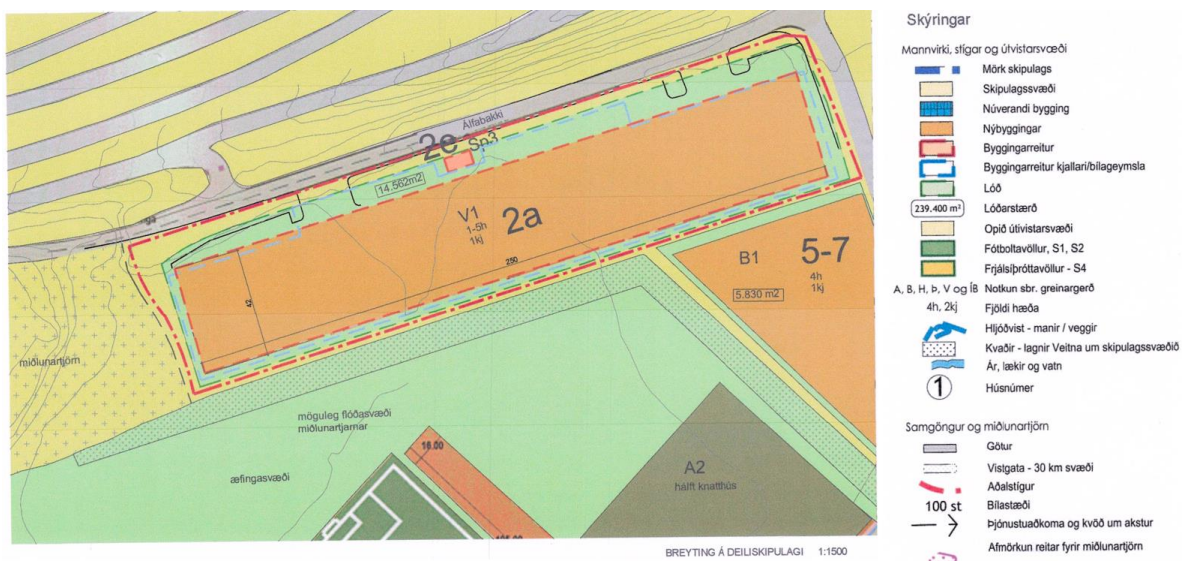 Álfabakki
2e
Sp3
14.562m2
V1
1-5h
1kj
2a
250
42
50
B1
5-7
4h
1kj
5.830 m2
miðlunartjörn
möguleg flóðasvæði
miðlunartjarnar
æfingasvæði
16.00
A2
hálft knatthús
105.00
BREYTING Á DEILISKIPULAGI 1:1500
Skýringar
Mannvirki, stígar og útvistarsvæði
Mörk skipulags
Skipulagssvæði
Núverandi bygging
Nýbyggingar
Byggingarreitur
Byggingarreitur kjallari/bílageymsla
Lóð
239.400 m² Lóðarstærð
Opið útivistarsvæði
Fótboltavöllur, S1, S2
Frjálsíþróttavöllur - S4
A, B, H, Þ, V og ÍB Notkun sbr. greinargerð
4h, 2kj Fjöldi hæða
Hljóðvist - manir / veggir
Kvaðir - lagnir Veitna um skipulagssvæðið
Ár, lækir og vatn
1 Húsnúmer
Samgöngur og miðlunartjörn
Götur
Vistgata - 30 km svæði
Aðalstígur
100 st Bílastæði
Þjónustuaðkoma og kvöð um akstur
Afmörkun reitar fyrir miðlunartjörn